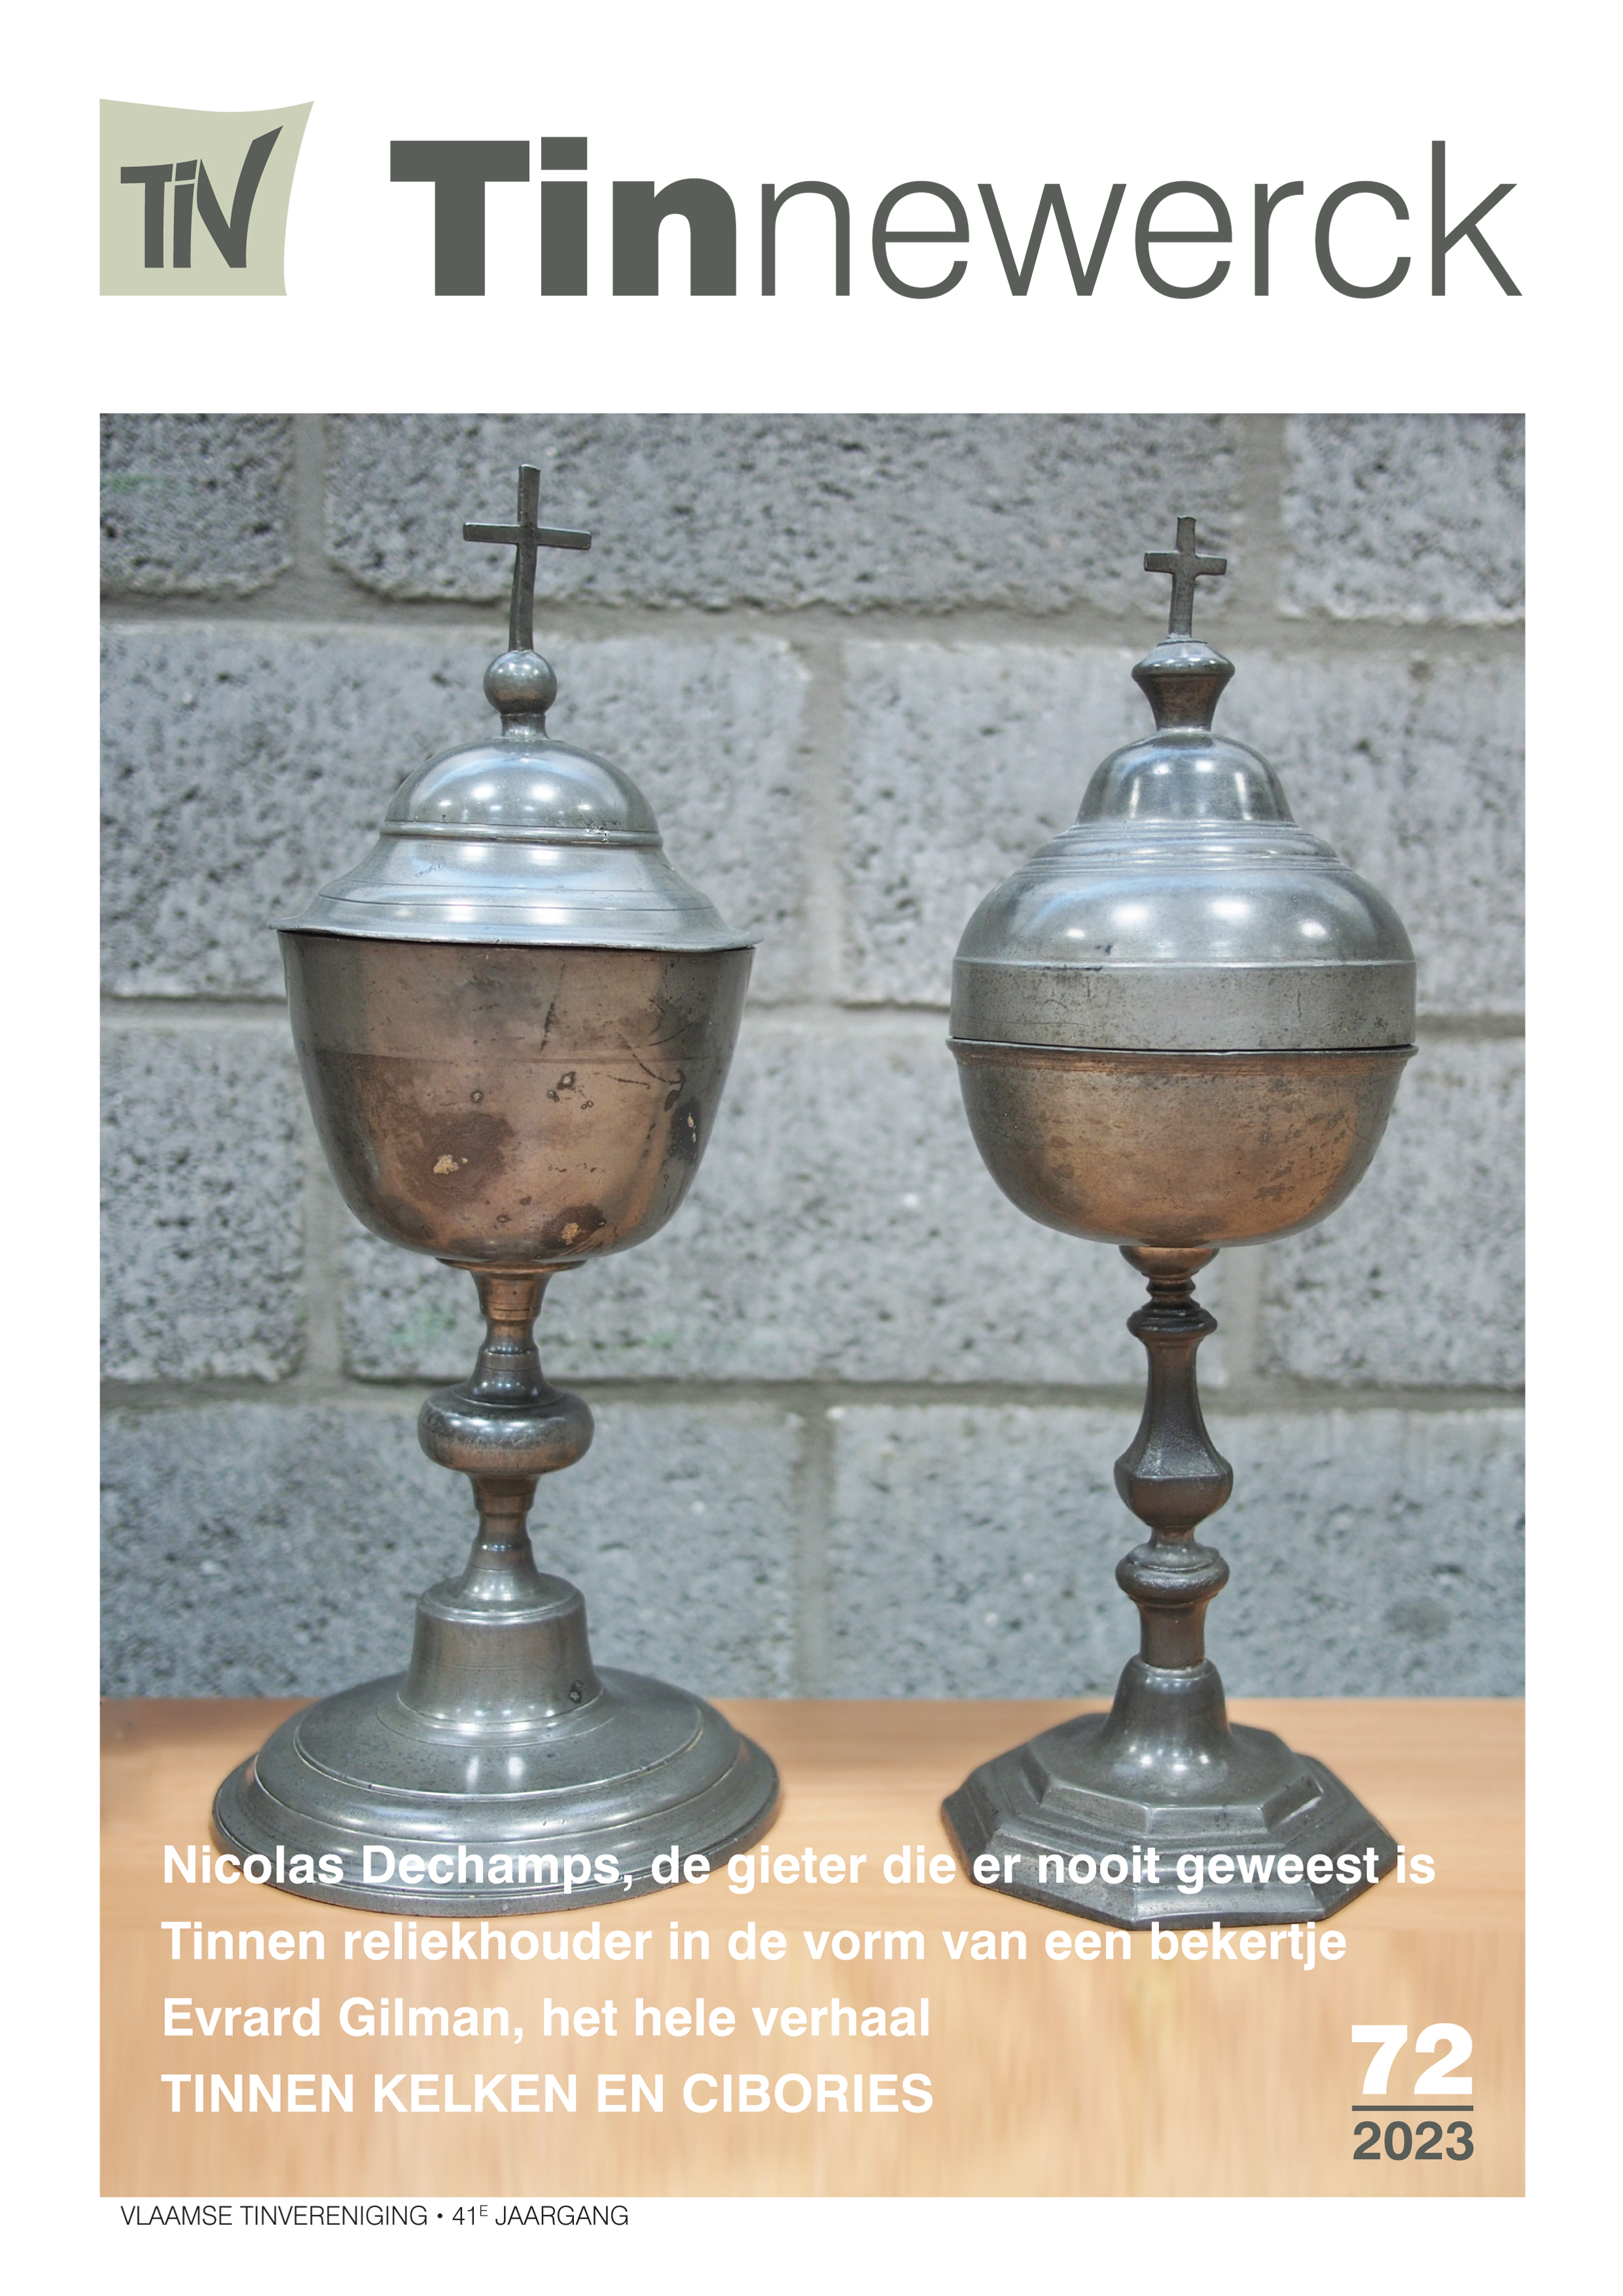 TiN
Tinnewerck
Nicolas Dechamps, de gieter die er nooit geweest is
Tinnen reliekhouder in de vorm van een bekertje
Evrard Gilman, het hele verhaal
TINNEN KELKEN EN CIBORIES
72
2023
VLAAMSE TINVERENIGING • 41E JAARGANG